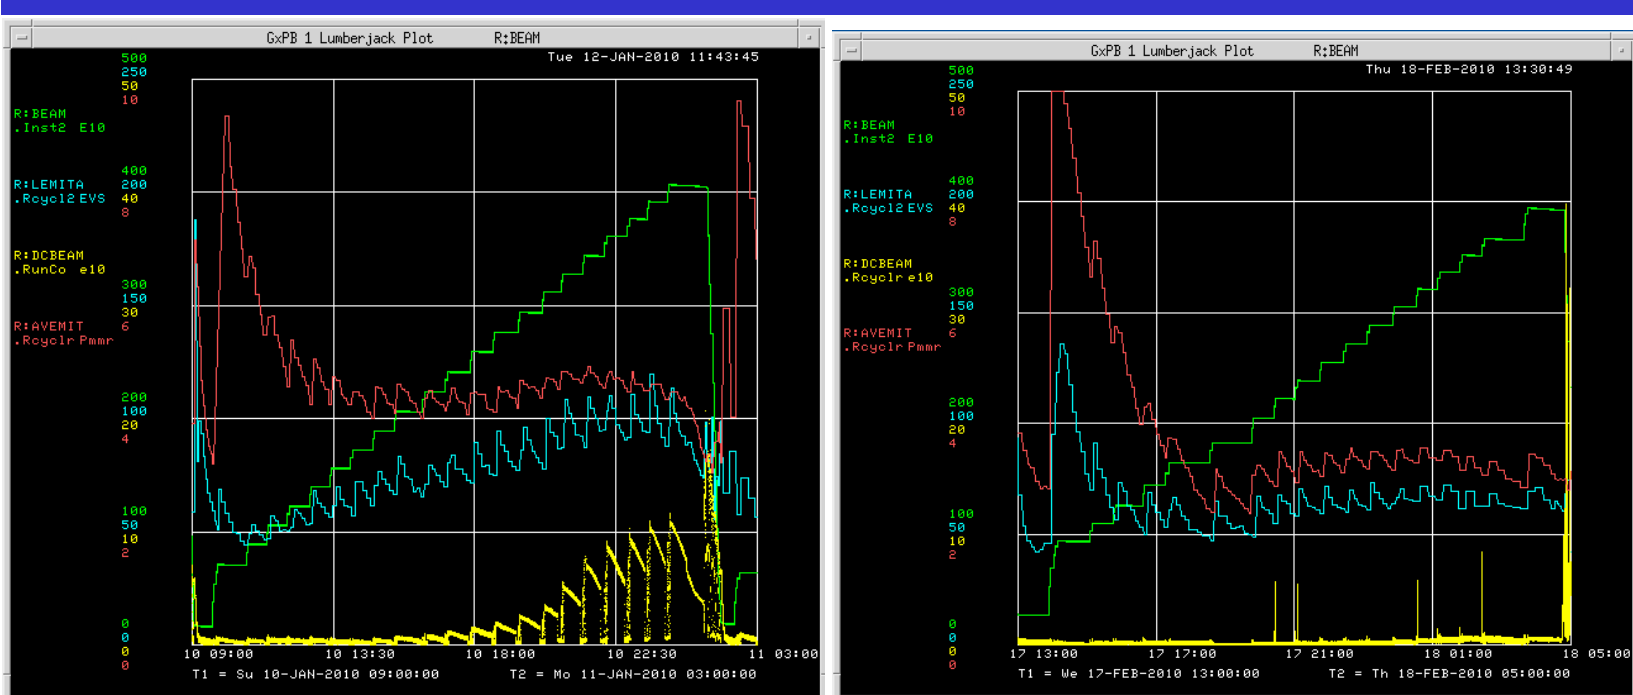 GxPB 1 Lumberjack Plot R:BEAM
Tue 12-JAN-2010 11:43:45
500
250
50
10
R:BEAM
.Inst2 E10
400
200
40
8
R:LEMITA
.Rcycl2 EVS
R:DCBEAM
.RunCo e10
300
150
30
6
R:AVEMIT
.Rcyclr Pmmr
200
100
20
4
100
50
10
2
0
0
0
0
10 09:00 10 13:30 10 18:00 10 22:30 11 03:00
T1 = Su 10-JAN-2010 09:00:00 T2 = Mo 11-JAN-2010 03:00:00
GxPB 1 Lumberjack Plot R:BEAM
Thu 18-FEB-2010 13:30:49
500
250
50
10
R:BEAM
.Inst2 E10
400
200
40
8
R:LEMITA
.Rcycl2 EVS
R:DCBEAM
.Rcyclr e10
300
150
30
6
R:AVEMIT
.Rcyclr Pmmr
200
100
20
4
100
50
10
2
0
0
0
0
17 13:00 17 17:00 17 21:00 18 01:00 18 05:00
T1 = We 17-FEB-2010 13:00:00 T2 = Th 18-FEB-2010 05:00:00